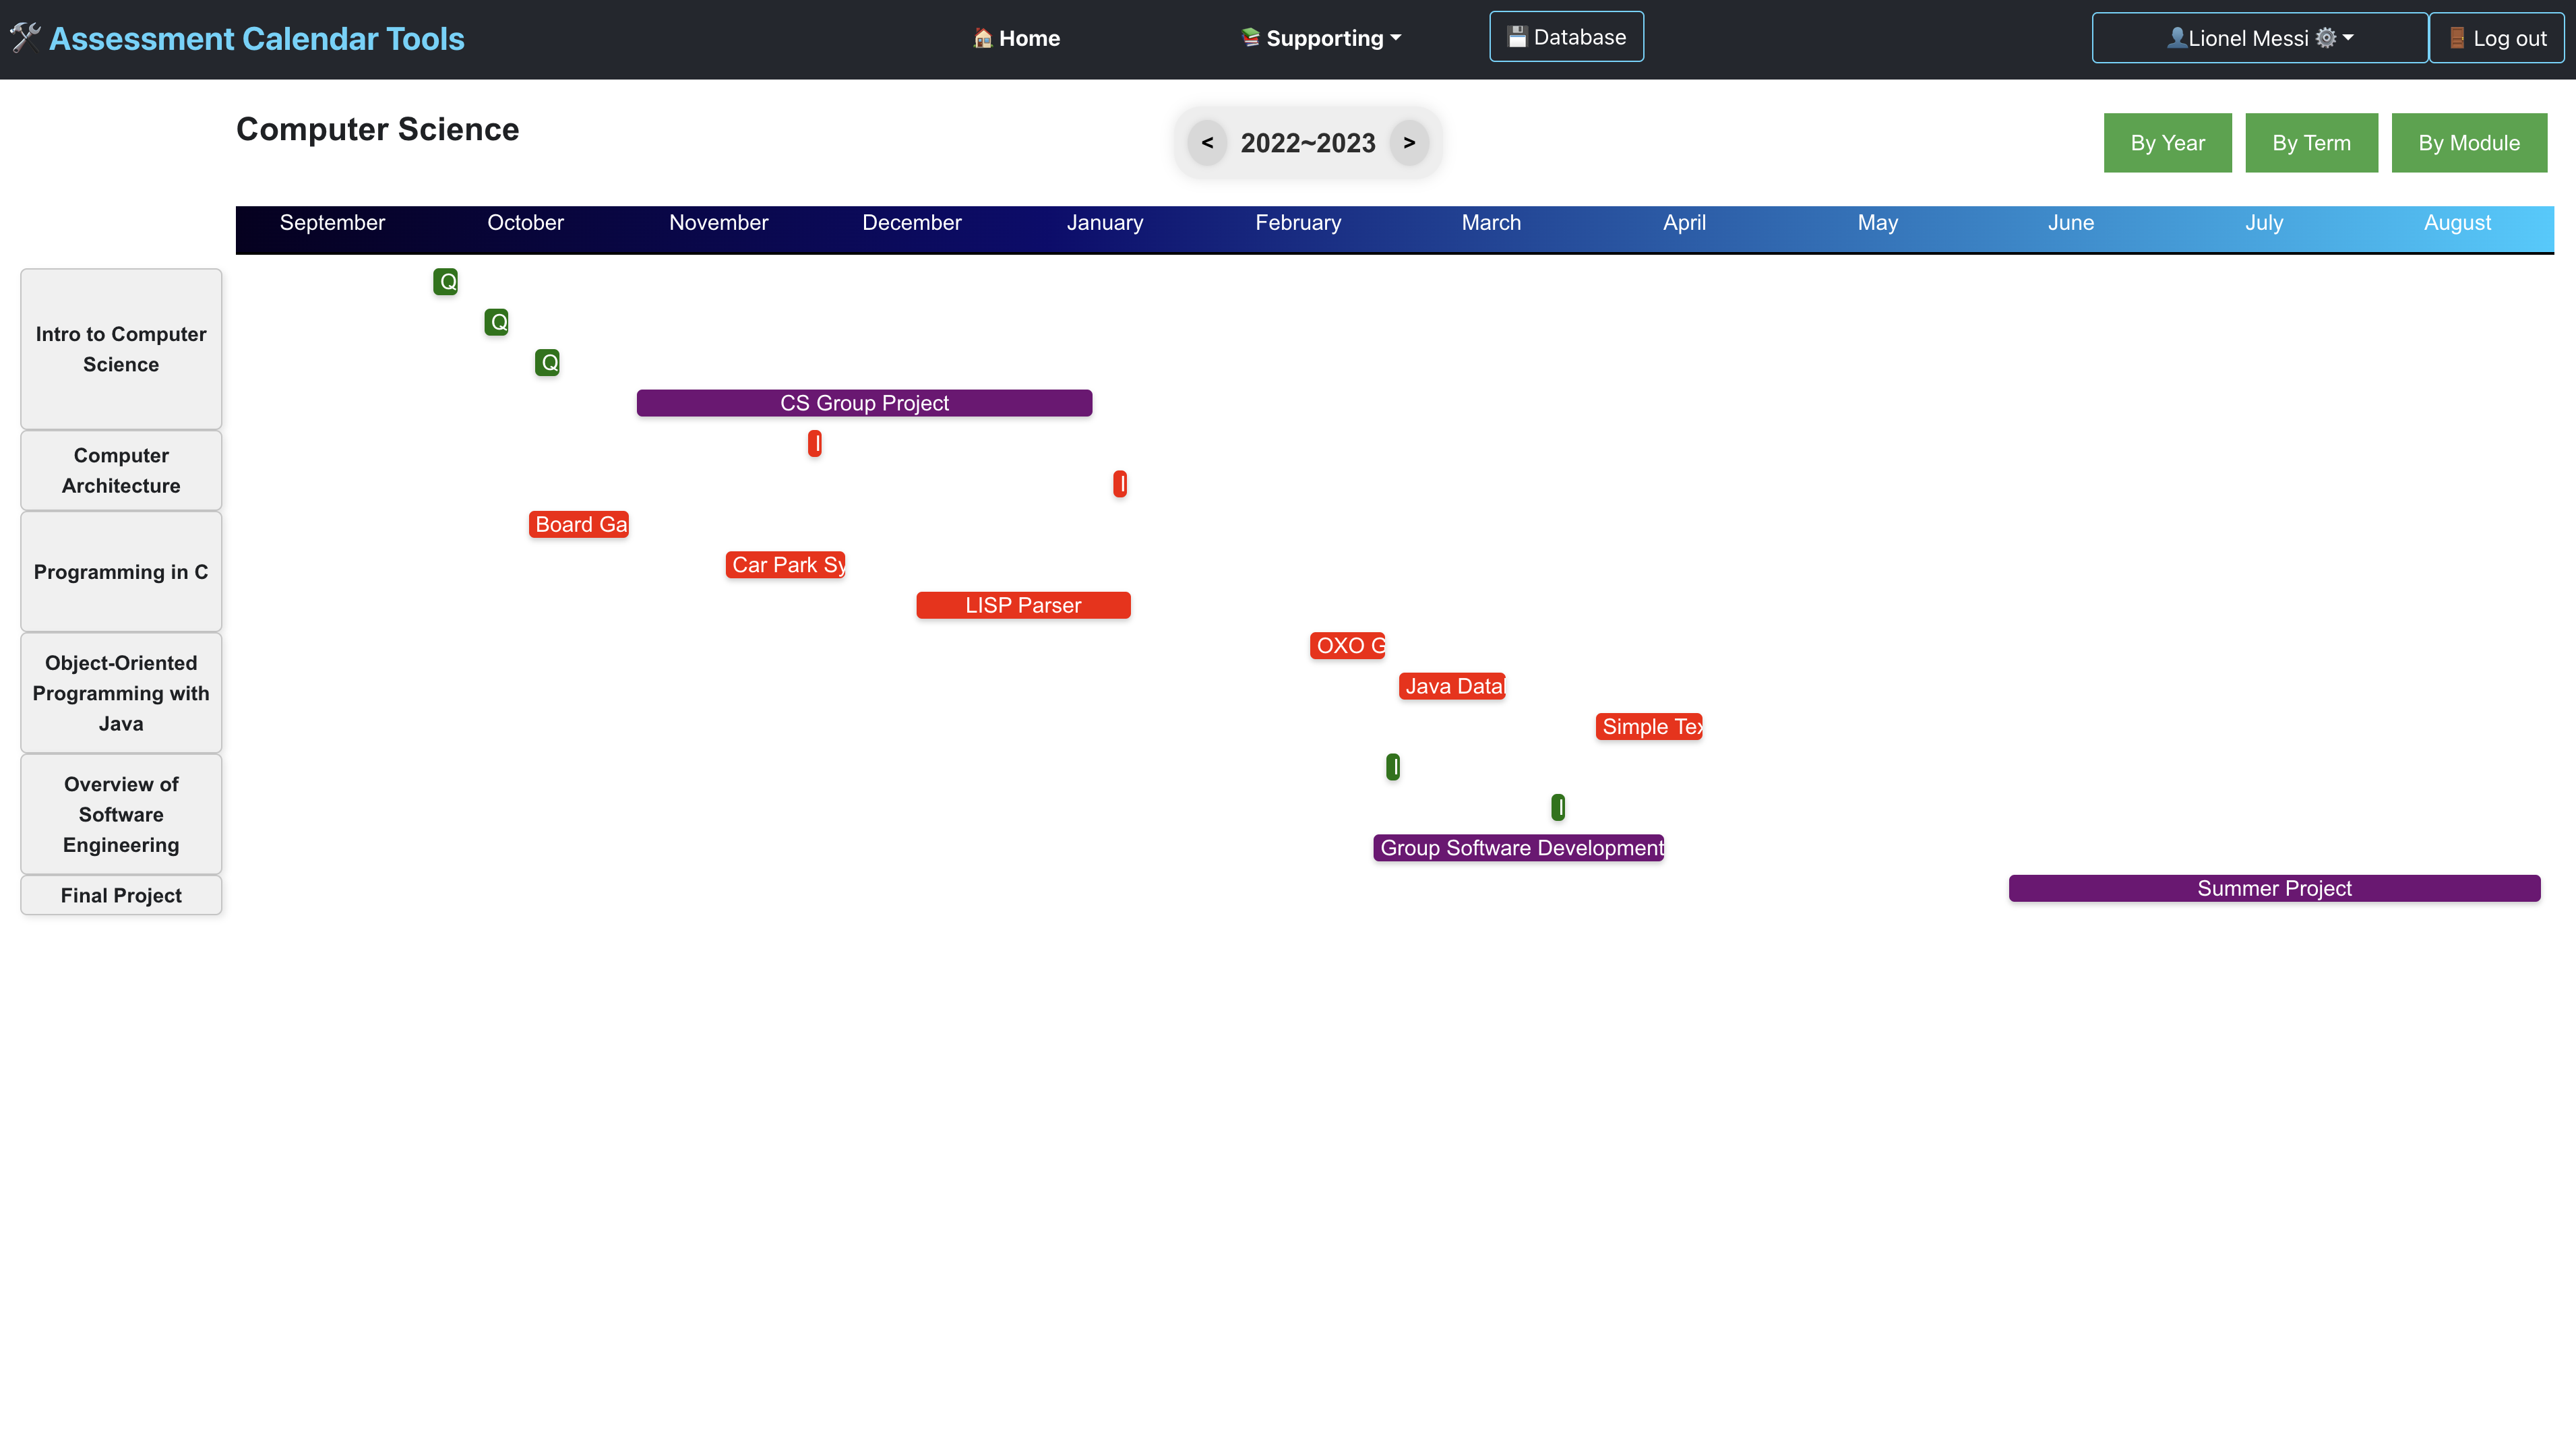 Assessment Calendar Tools
Home
Supporting
Database
Lionel Messi
Log out
Computer Science
< 2022~2023 >
By Year
By Term
By Module
September October November December January February March April May June July August
Intro to Computer
Science
Q
Q
Q
CS Group Project
Computer
Architecture
I
I
Programming in C
Board Ga
Car Park Sy
LISP Parser
Object-Oriented
Programming with
Java
OXO G
Java Datal
Simple Tex
Overview of
Software
Engineering
I
I
Group Software Development
Final Project
Summer Project